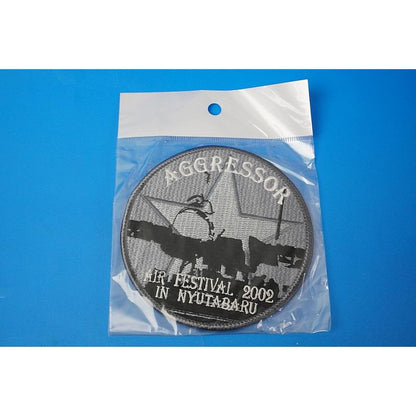 AGGRESSOR
AIR FESTIVAL 2002
IN NYUTABARU